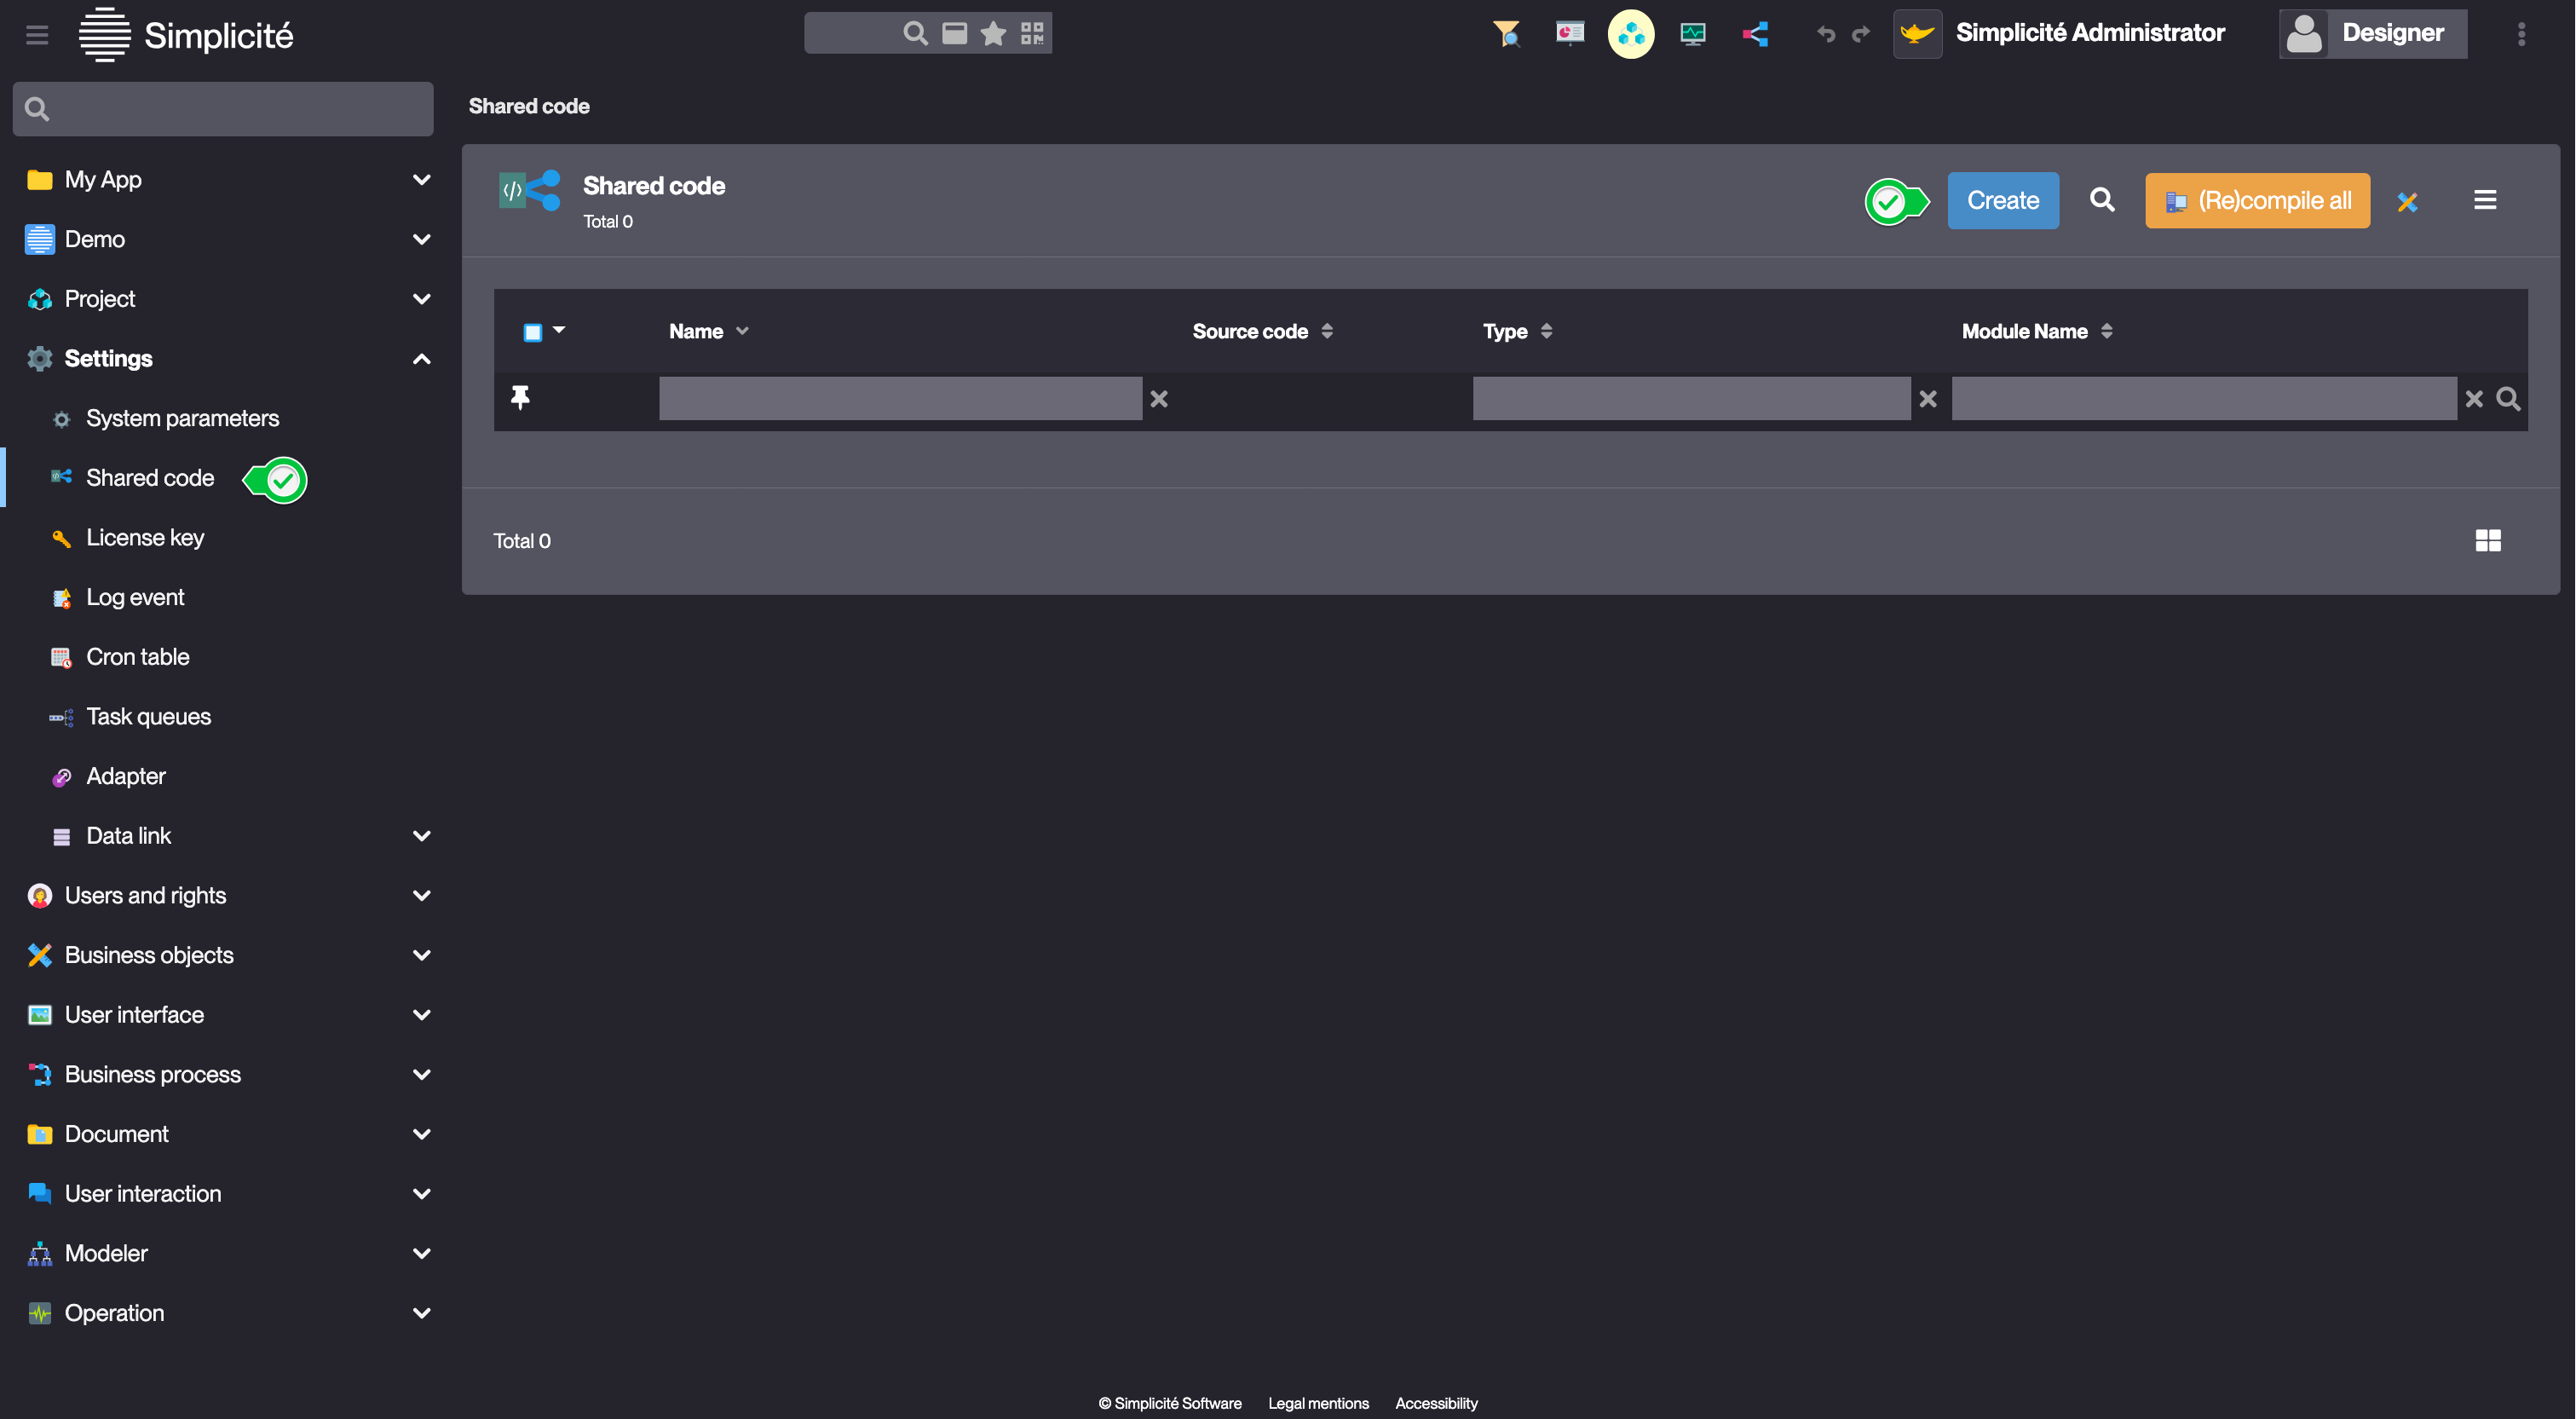 Simplicité
Simplicité Administrator
Designer
Shared code
My App
Demo
Project
Settings
System parameters
Shared code
License key
Log event
Cron table
Task queues
Adapter
Data link
Users and rights
Business objects
User interface
Business process
Document
User interaction
Modeler
Operation
Shared code
Total 0
Create
(Re)compile all
Name
Source code
Type
Module Name
Total 0
© Simplicité Software
Legal mentions
Accessibility